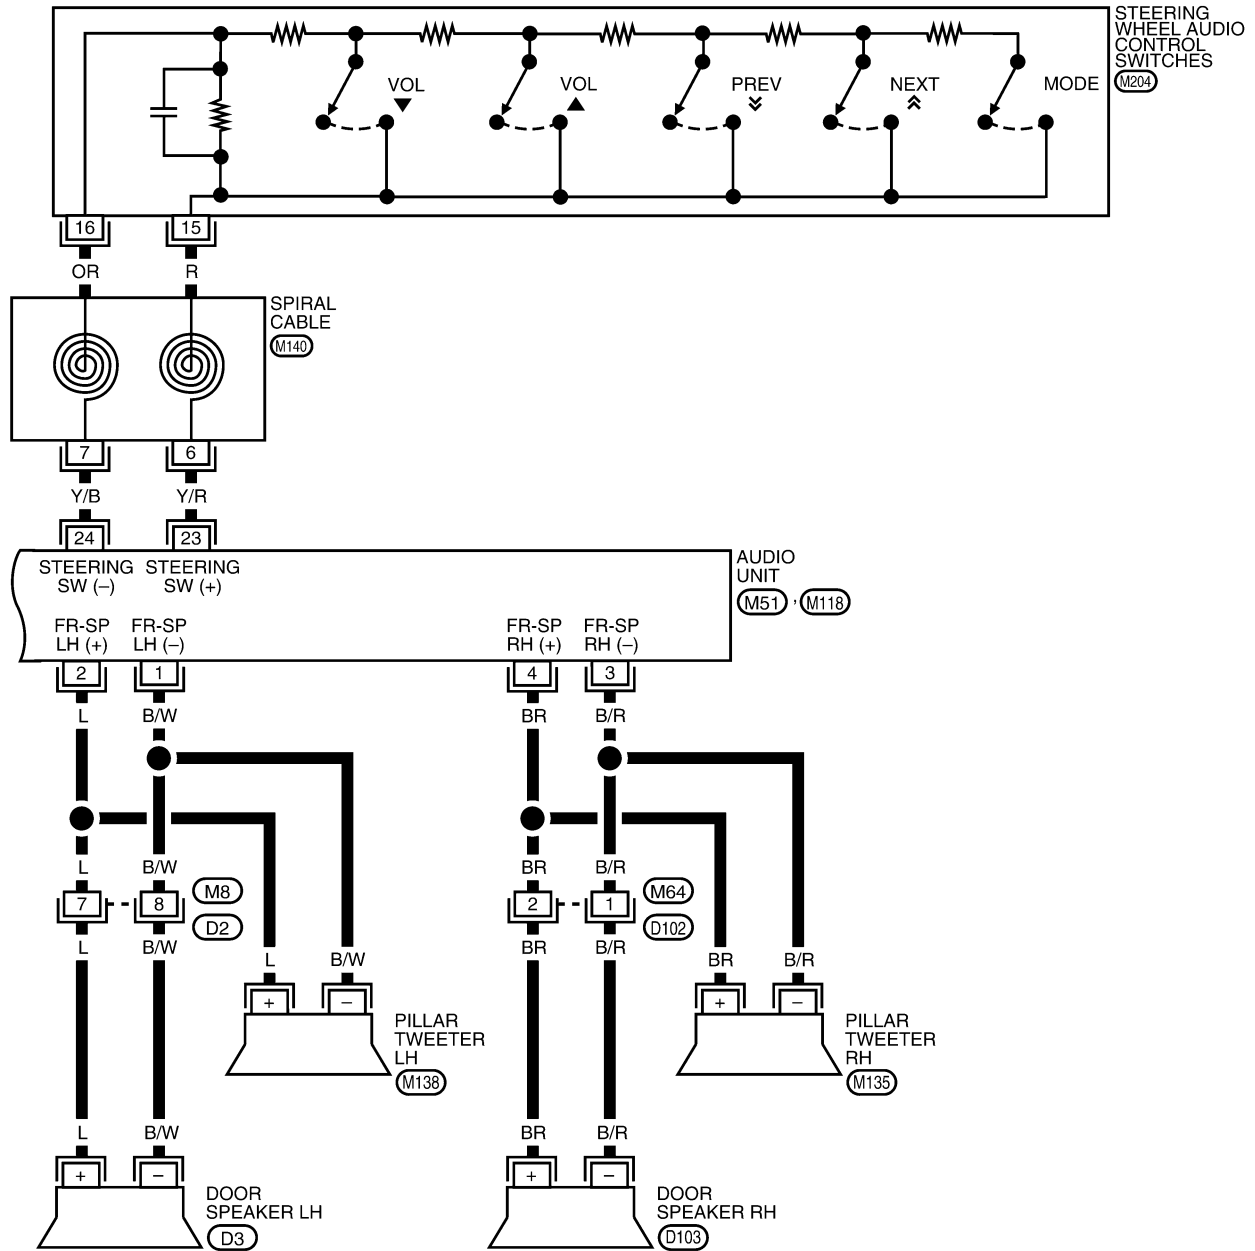 STEERING
WHEEL AUDIO
CONTROL
SWITCHES
M204
VOL
VOL
PREV
NEXT
MODE
16
15
OR
R
SPIRAL
CABLE
M140
7
6
Y/B
Y/R
24
23
STEERING
SW (–)
STEERING
SW (+)
AUDIO
UNIT
M51 , M118
FR-SP
LH (+)
FR-SP
LH (–)
FR-SP
RH (+)
FR-SP
RH (–)
2
1
4
3
L
B/W
BR
B/R
L
B/W
BR
B/R
7
8
M8
D2
2
1
M64
D102
L
B/W
BR
B/R
L
B/W
BR
B/R
+
–
+
–
PILLAR
TWEETER
LH
M138
PILLAR
TWEETER
RH
M135
L
B/W
BR
B/R
+
–
+
–
DOOR
SPEAKER LH
D3
DOOR
SPEAKER RH
D103